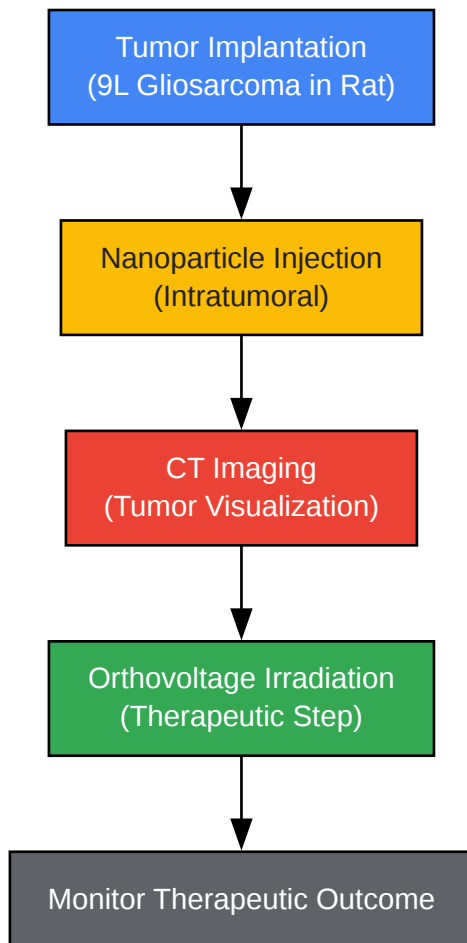 Tumor Implantation
(9L Gliosarcoma in Rat)
Nanoparticle Injection
(Intratumoral)
CT Imaging
(Tumor Visualization)
Orthovoltage Irradiation
(Therapeutic Step)
Monitor Therapeutic Outcome